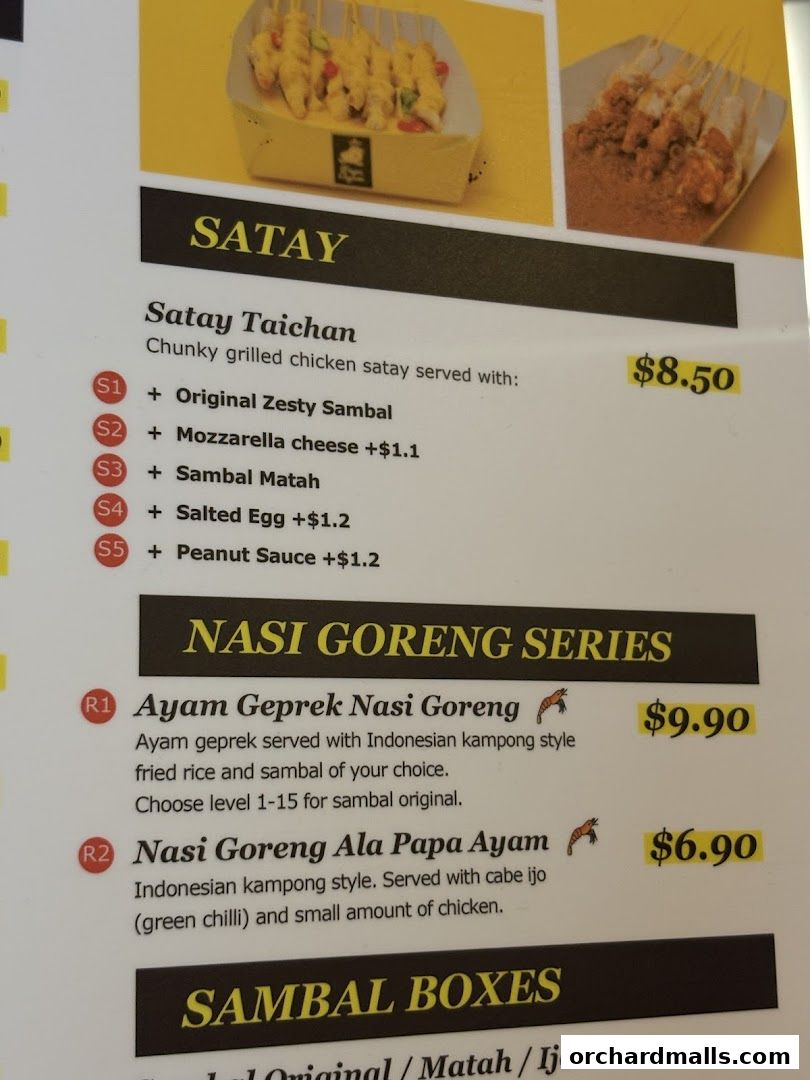 SATAY
Satay Taichan
Chunky grilled chicken satay served with:
$8.50
S1 + Original Zesty Sambal
S2 + Mozzarella cheese +$1.1
S3 + Sambal Matah
S4 + Salted Egg +$1.2
S5 + Peanut Sauce +$1.2
NASI GORENG SERIES
R1 Ayam Geprek Nasi Goreng $9.90
Ayam geprek served with Indonesian kampong style
fried rice and sambal of your choice.
Choose level 1-15 for sambal original.
R2 Nasi Goreng Ala Papa Ayam $6.90
Indonesian kampong style. Served with cabe ijo
(green chilli) and small amount of chicken.
SAMBAL BOXES
Sambal Original / Matah / Ij
orchardmalls.com